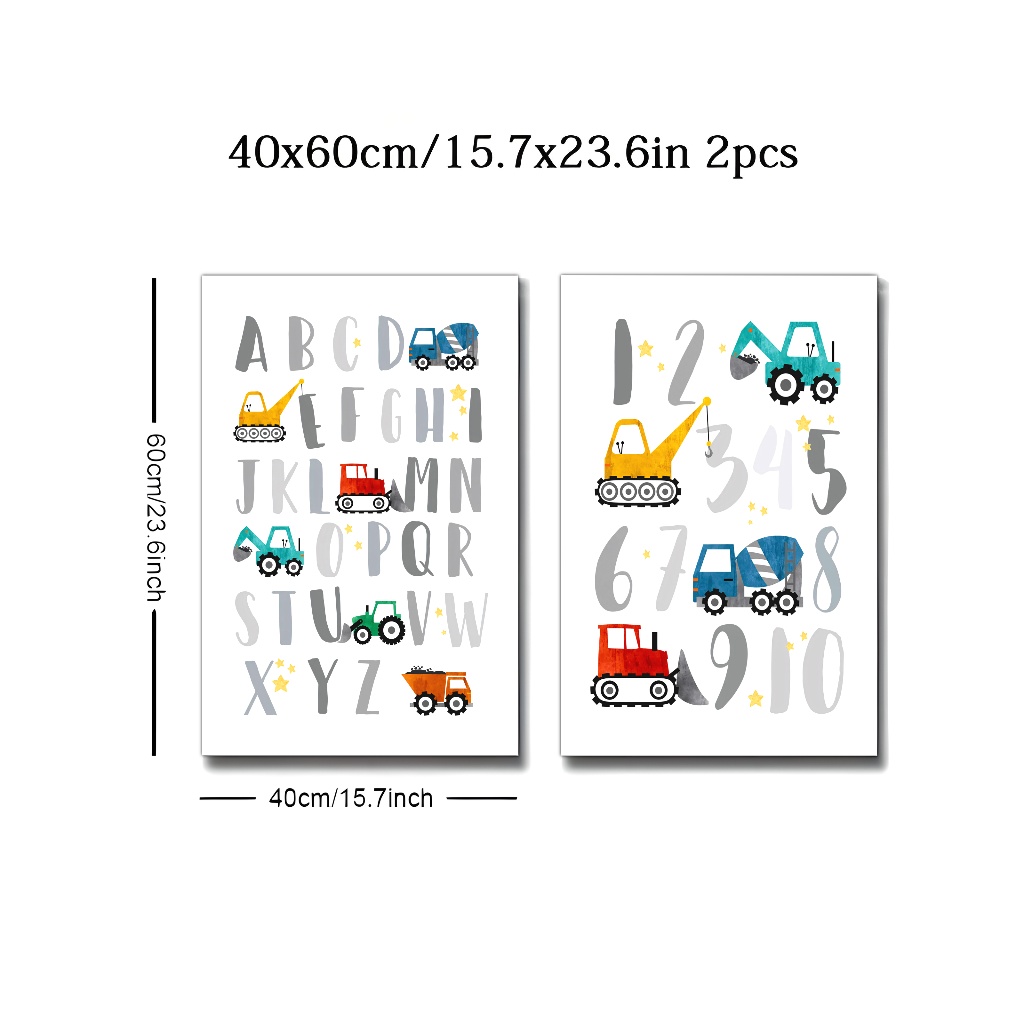 40x60cm/15.7x23.6in 2pcs
60cm/23.6inch
A B C D
E F G H I
J K L M N
O P Q R
S T U V W
X Y Z
40cm/15.7inch
1 2
3 4 5
6 7 8
9 10